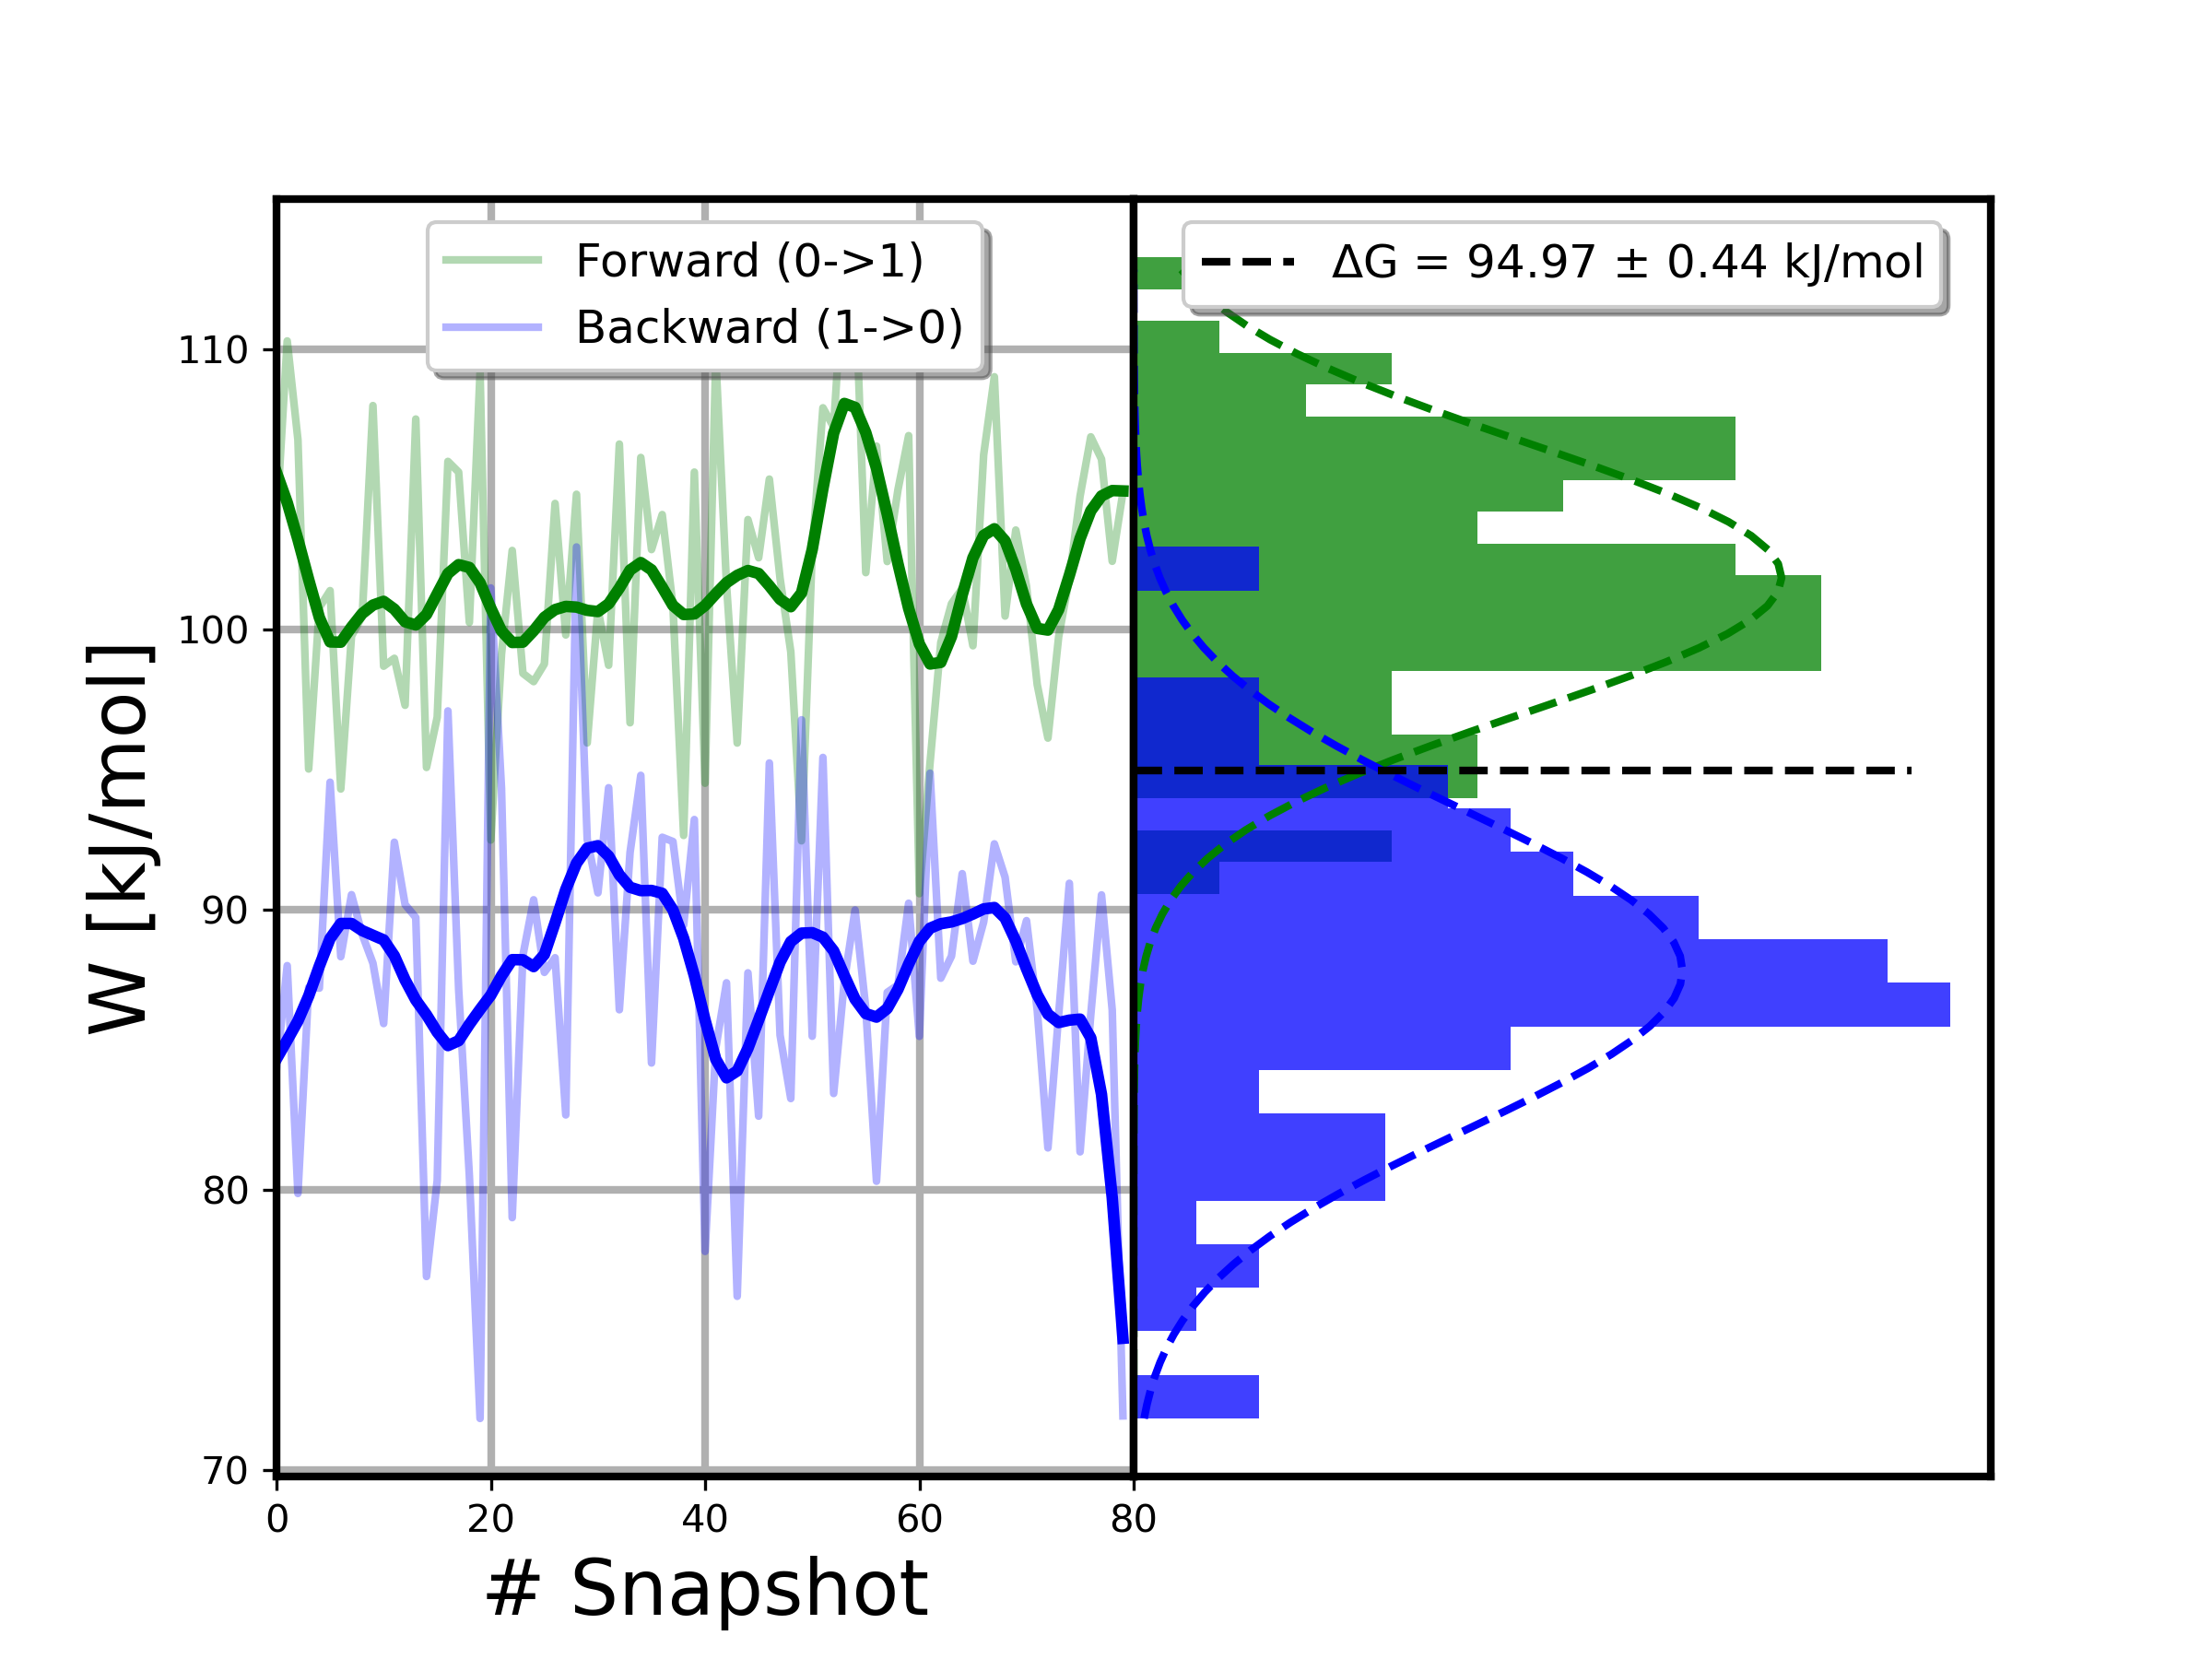 Forward (0->1)
Backward (1->0)
ΔG = 94.97 ± 0.44 kJ/mol
W [kJ/mol]
110
100
90
80
70
0 20 40 60 80
# Snapshot